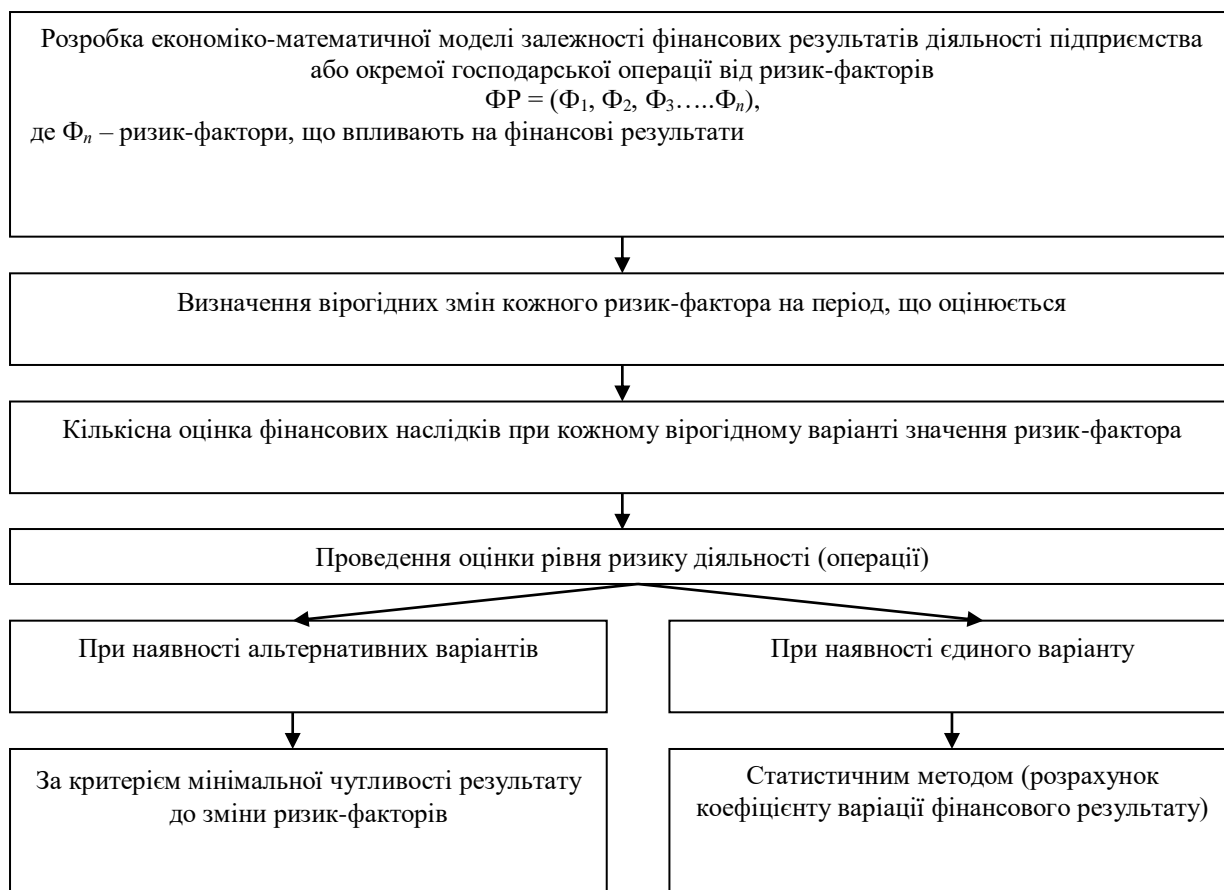 Розробка економіко-математичної моделі залежності фінансових результатів діяльності підприємства
або окремої господарської операції від ризик-факторів
ФР = (Ф₁, Ф₂, Ф₃…..Фₙ),
де Фₙ – ризик-фактори, що впливають на фінансові результати
Визначення вірогідних змін кожного ризик-фактора на період, що оцінюється
Кількісна оцінка фінансових наслідків при кожному вірогідному варіанті значення ризик-фактора
Проведення оцінки рівня ризику діяльності (операції)
При наявності альтернативних варіантів
При наявності єдиного варіанту
За критерієм мінімальної чутливості результату
до зміни ризик-факторів
Статистичним методом (розрахунок
коефіцієнту варіації фінансового результату)